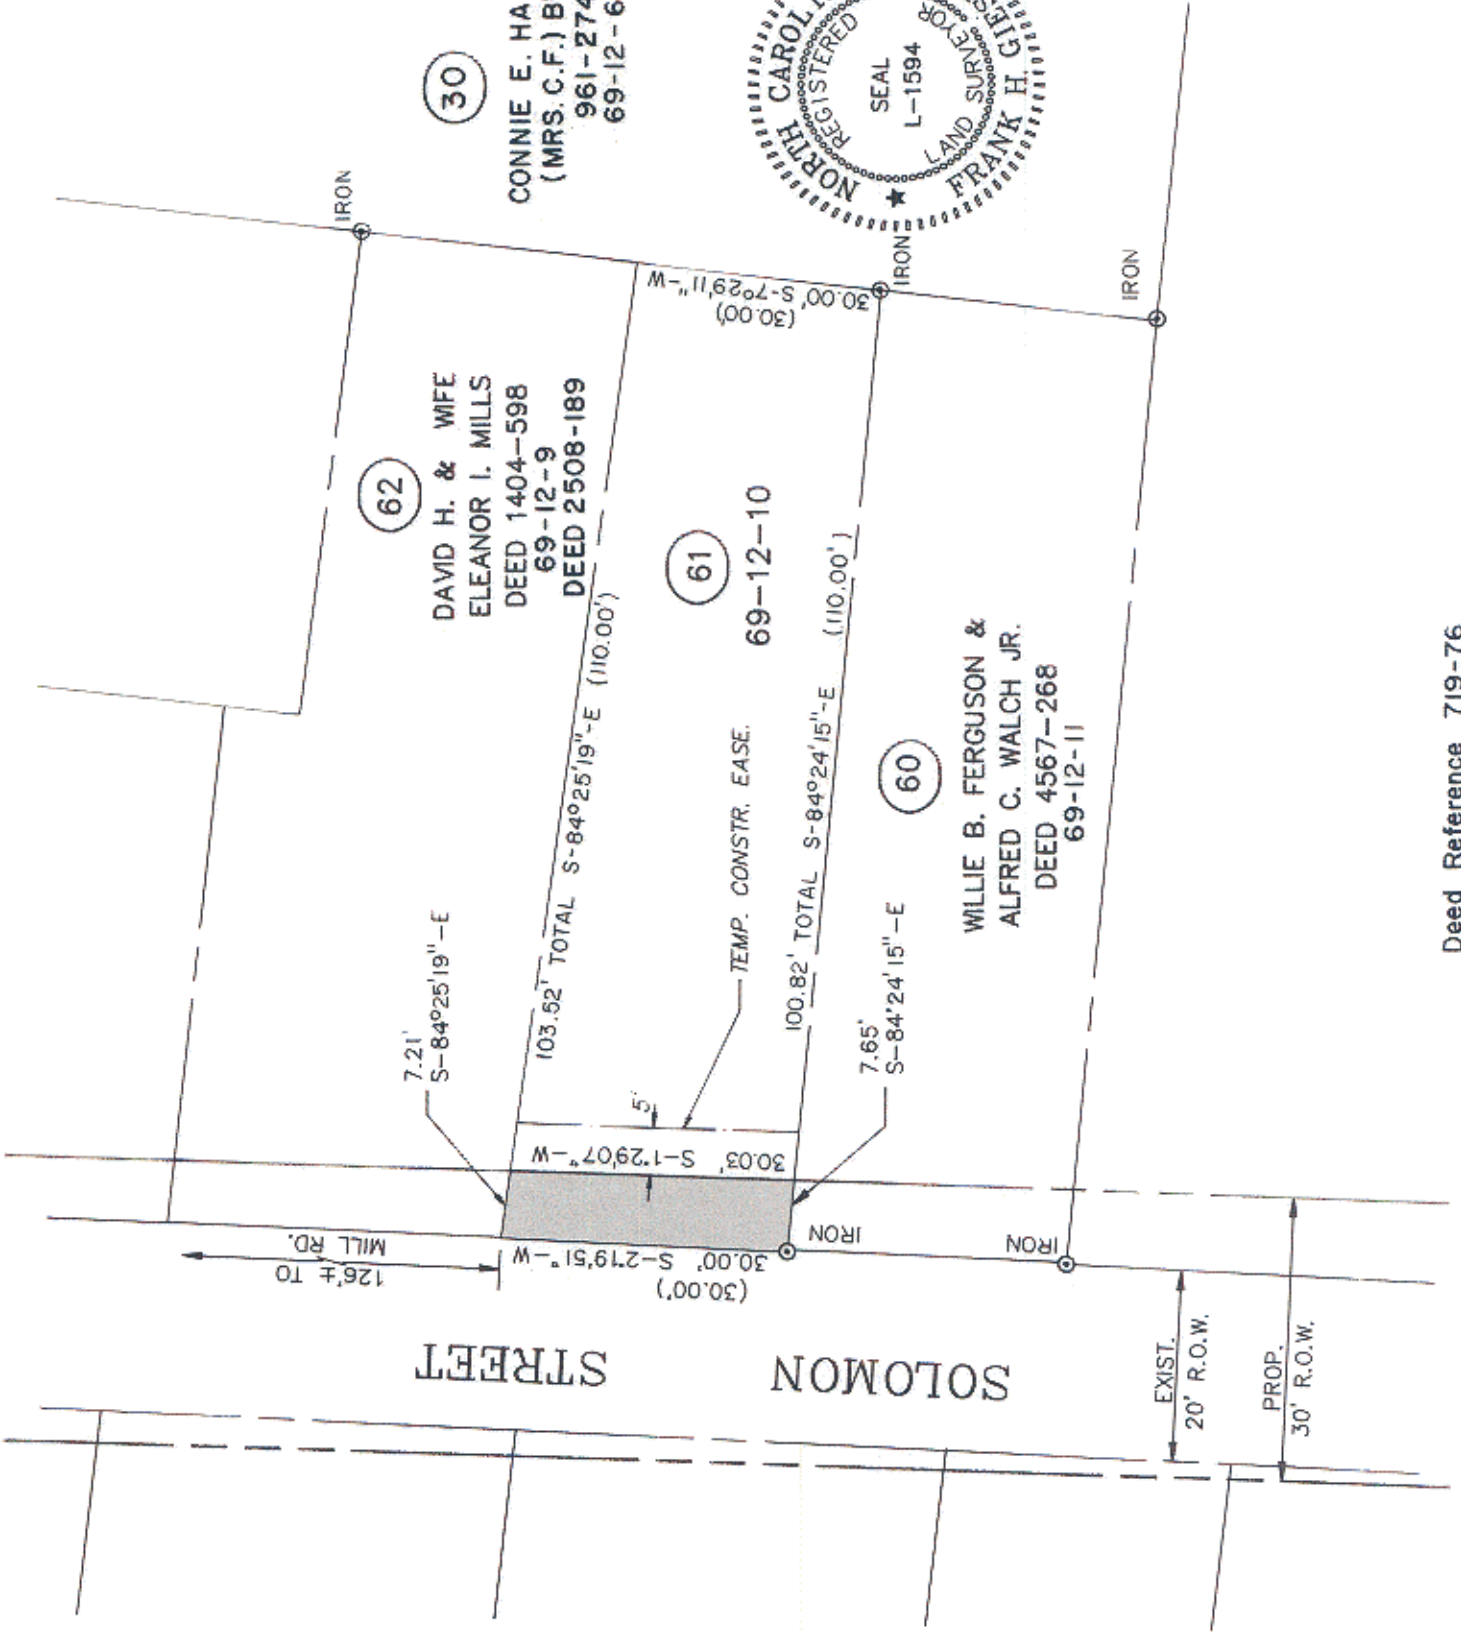 30
CONNIE E. HA
(MRS. C.F.) B
961-274
69-12-6
NORTH CAROLI
REGISTERED
SEAL
L-1594
LAND SURVEYOR
FRANK H. GIES
IRON
30.00' S-7°29'11"-W
(30.00')
IRON
IRON
62
DAVID H. & WIFE
ELEANOR I. MILLS
DEED 1404-598
69-12-9
DEED 2508-189
103.52' TOTAL S-84°25'19"-E (110.00')
61
69-12-10
100.82' TOTAL S-84°24'15"-E (110.00')
TEMP. CONSTR. EASE.
60
WILLIE B. FERGUSON &
ALFRED C. WALCH JR.
DEED 4567-268
69-12-11
7.21'
S-84°25'19"-E
7.65'
S-84°24'15"-E
5'
30.03' S-1°29'07"-W
30.00' S-2°19'51"-W
(30.00')
IRON
IRON
126'± TO
MILL RD.
SOLOMON STREET
EXIST.
20' R.O.W.
PROP.
30' R.O.W.
Deed Reference 719-76